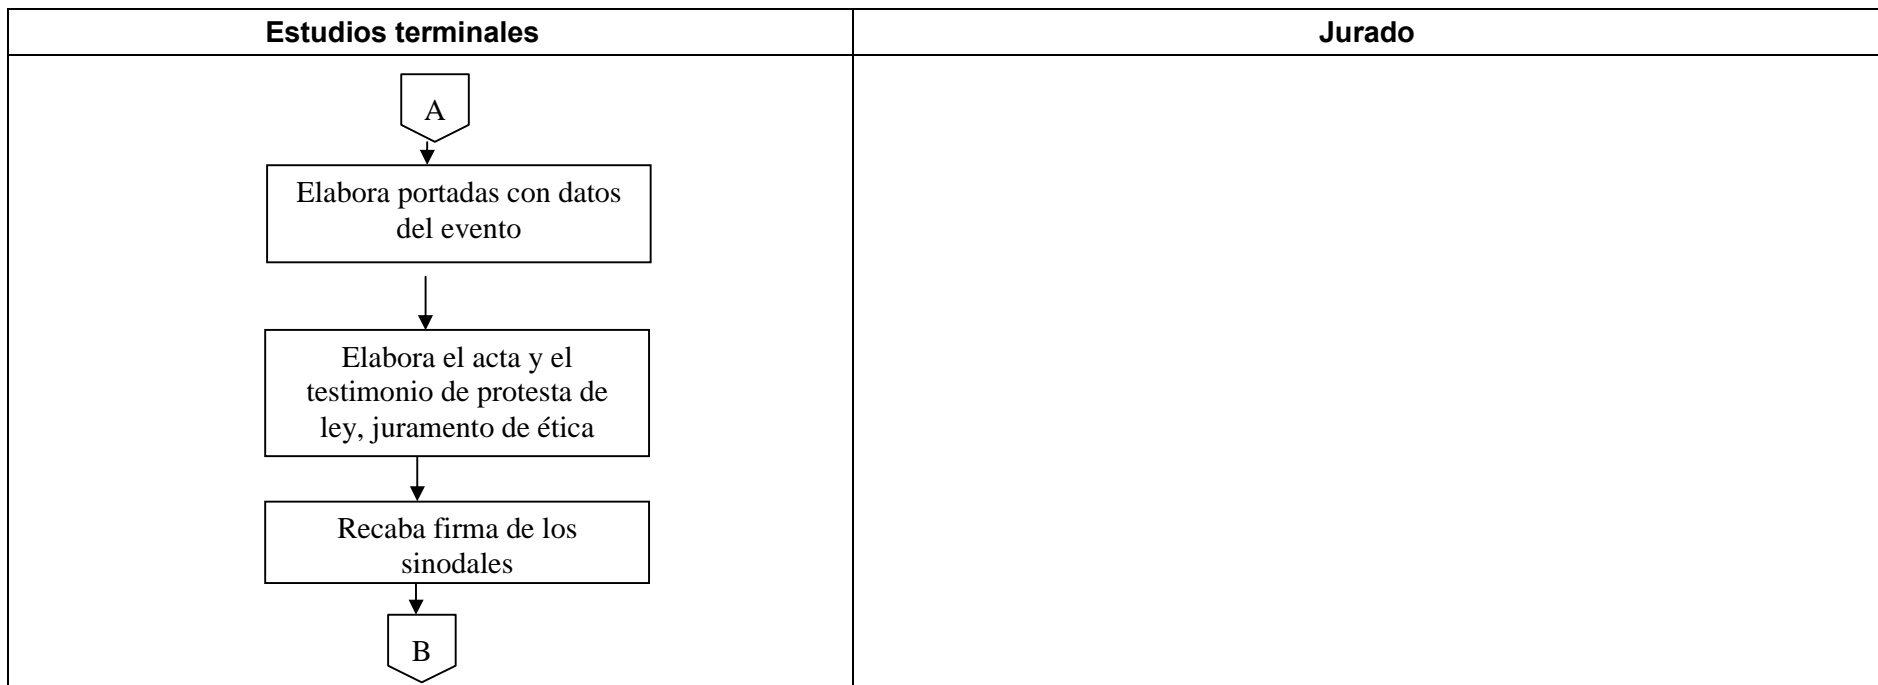 Estudios terminales
Jurado
A
Elabora portadas con datos
del evento
Elabora el acta y el
testimonio de protesta de
ley, juramento de ética
Recaba firma de los
sinodales
B